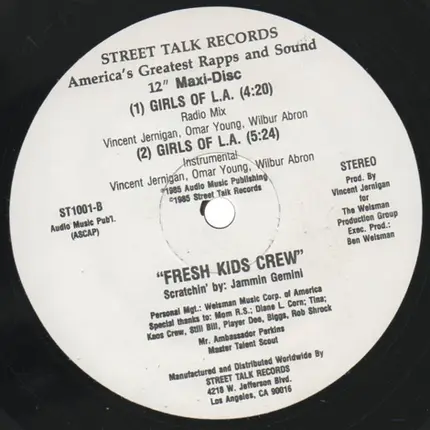 STREET TALK RECORDS
America's Greatest Rapps and Sound
12" Maxi-Disc
(1) GIRLS OF L.A. (4:20)
Radio Mix
Vincent Jernigan, Omar Young, Wilbur Abron
(2) GIRLS OF L.A. (5:24)
Instrumental
Vincent Jernigan, Omar Young, Wilbur Abron
℗1985 Audio Music Publishing
©1985 Street Talk Records
ST1001-B
Audio Music Pub'l.
(ASCAP)
STEREO
Prod. By
Vincent Jernigan
for
The Weisman
Production Group
Exec. Prod.:
Ben Weisman
"FRESH KIDS CREW"
Scratchin' by: Jammin Gemini
Personal Mgt.: Weisman Music Corp. of America
Special thanks to: Mom R.S.; Diane L. Corn; Tina;
Kaos Crew, Still Bill, Player Dee, Biggs, Rob Shrock
Mr. Ambassador Perkins
Master Talent Scout
Manufactured and Distributed Worldwide By
STREET TALK RECORDS
4218 W. Jefferson Blvd.
Los Angeles, CA 90016